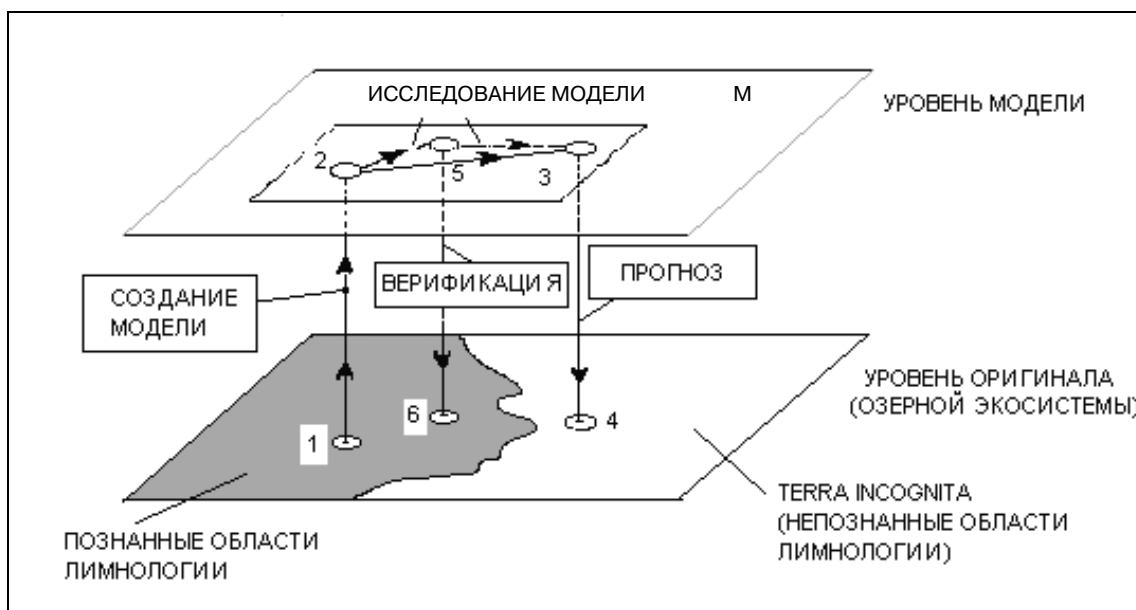 ИССЛЕДОВАНИЕ МОДЕЛИ М
УРОВЕНЬ МОДЕЛИ
2
5
3
СОЗДАНИЕ
МОДЕЛИ
ВЕРИФИКАЦИЯ
ПРОГНОЗ
УРОВЕНЬ ОРИГИНАЛА
(ОЗЕРНОЙ ЭКОСИСТЕМЫ)
1
6
4
ПОЗНАННЫЕ ОБЛАСТИ
ЛИМНОЛОГИИ
TERRA INCOGNITA
(НЕПОЗНАННЫЕ ОБЛАСТИ
ЛИМНОЛОГИИ)